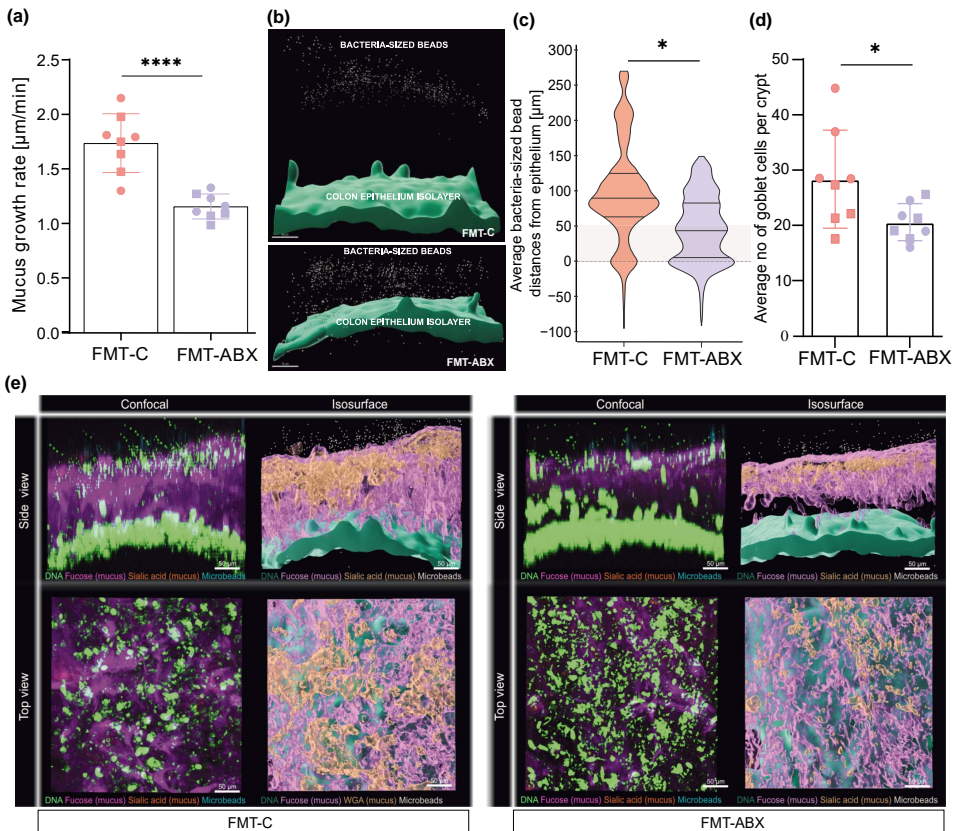 (a)
****
Mucus growth rate [µm/min]
2.5
2.0
1.5
1.0
0.5
0.0
FMT-C
FMT-ABX
(b)
BACTERIA-SIZED BEADS
COLON EPITHELIUM ISOLAYER
FMT-C
BACTERIA-SIZED BEADS
COLON EPITHELIUM ISOLAYER
FMT-ABX
(c)
*
Average bacteria-sized bead
distances from epithelium [µm]
300
250
200
150
100
50
0
−50
−100
FMT-C
FMT-ABX
(d)
*
Average no of goblet cells per crypt
50
40
30
20
10
0
FMT-C
FMT-ABX
(e)
Confocal
Isosurface
Side view
50 µm
DNA Fucose (mucus) Sialic acid (mucus) Microbeads
50 µm
DNA Fucose (mucus) Sialic acid (mucus) Microbeads
Top view
50 µm
DNA Fucose (mucus) Sialic acid (mucus) Microbeads
50 µm
DNA Fucose (mucus) WGA (mucus) Microbeads
FMT-C
Confocal
Isosurface
Side view
50 µm
DNA Fucose (mucus) Sialic acid (mucus) Microbeads
50 µm
DNA Fucose (mucus) Sialic acid (mucus) Microbeads
Top view
50 µm
DNA Fucose (mucus) Sialic acid (mucus) Microbeads
50 µm
DNA Fucose (mucus) Sialic acid (mucus) Microbeads
FMT-ABX